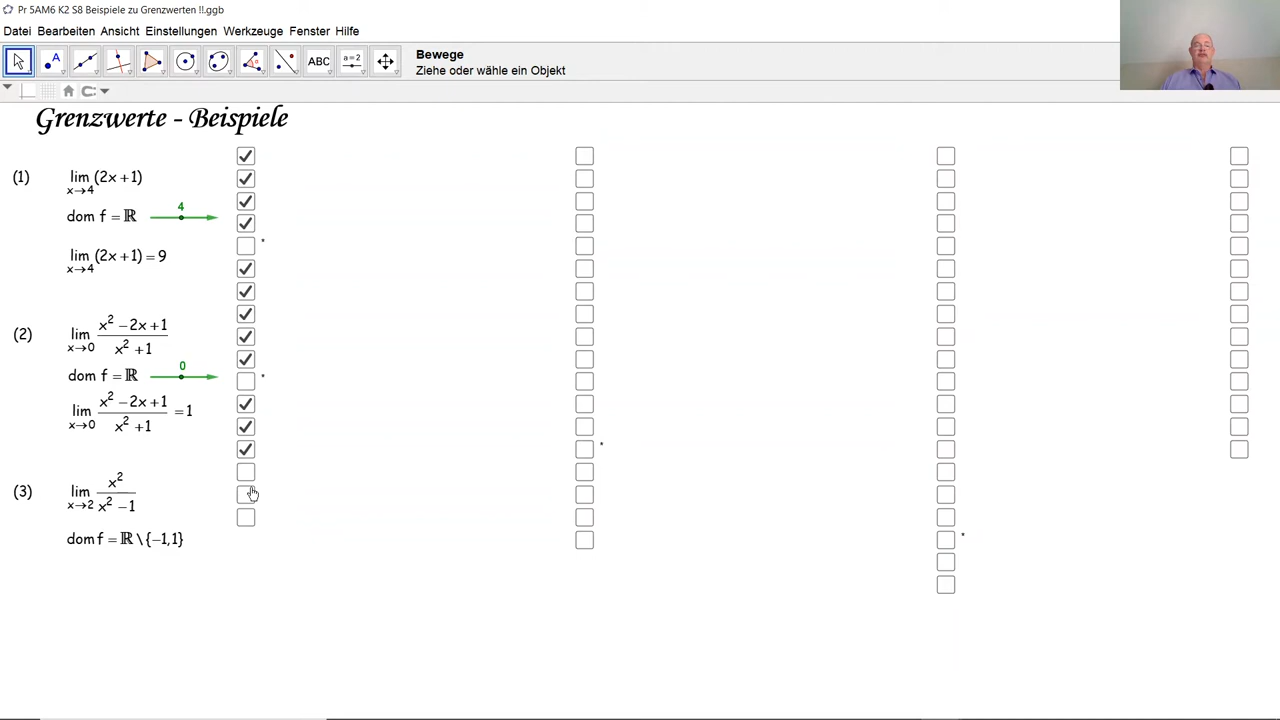 Pr 5AM6 K2 S8 Beispiele zu Grenzwerten !!.ggb
Datei Bearbeiten Ansicht Einstellungen Werkzeuge Fenster Hilfe
A
ABC
a=2
Bewege
Ziehe oder wähle ein Objekt
Grenzwerte - Beispiele
(1) lim x→4 (2x+1)
dom f = ℝ 4
*
lim x→4 (2x+1) = 9
(2) lim x→0 (x² −2x+1)/(x² +1)
dom f = ℝ 0
*
lim x→0 (x² −2x+1)/(x² +1) = 1
*
(3) lim x→2 x²/(x² −1)
dom f = ℝ \ {−1,1}
*